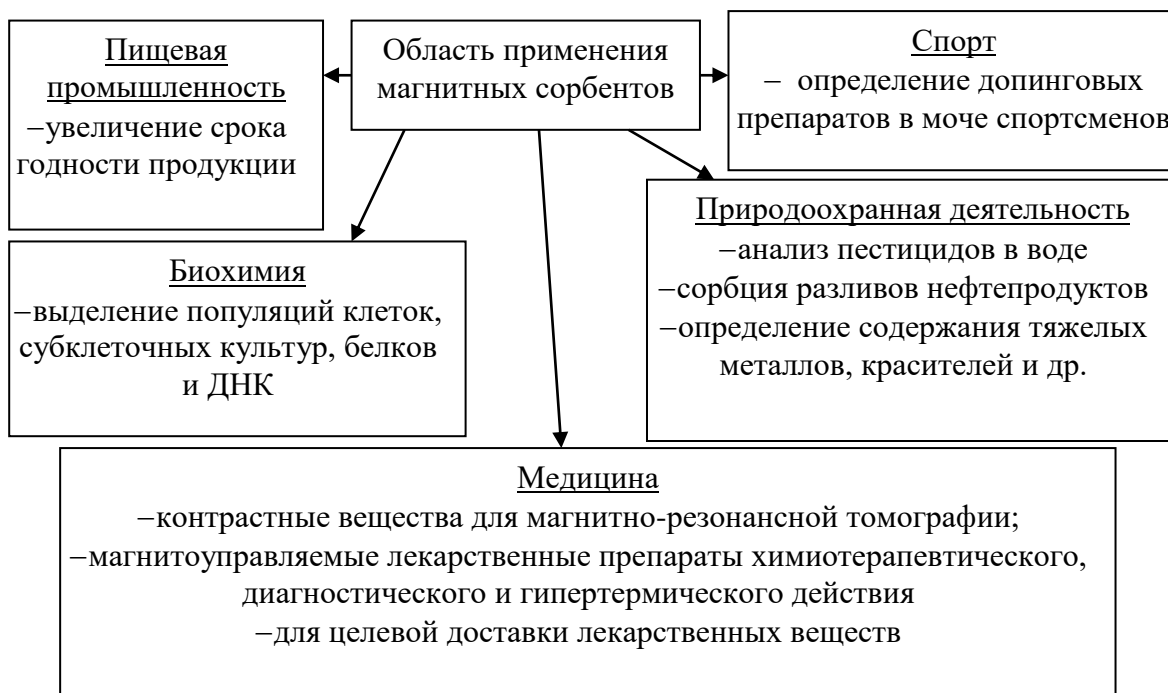 Область применения
магнитных сорбентов
Пищевая
промышленность
–увеличение срока
годности продукции
Спорт
– определение допинговых
препаратов в моче спортсменов
Биохимия
–выделение популяций клеток,
субклеточных культур, белков
и ДНК
Природоохранная деятельность
–анализ пестицидов в воде
–сорбция разливов нефтепродуктов
–определение содержания тяжелых
металлов, красителей и др.
Медицина
–контрастные вещества для магнитно-резонансной томографии;
–магнитоуправляемые лекарственные препараты химиотерапевтического,
диагностического и гипертермического действия
–для целевой доставки лекарственных веществ